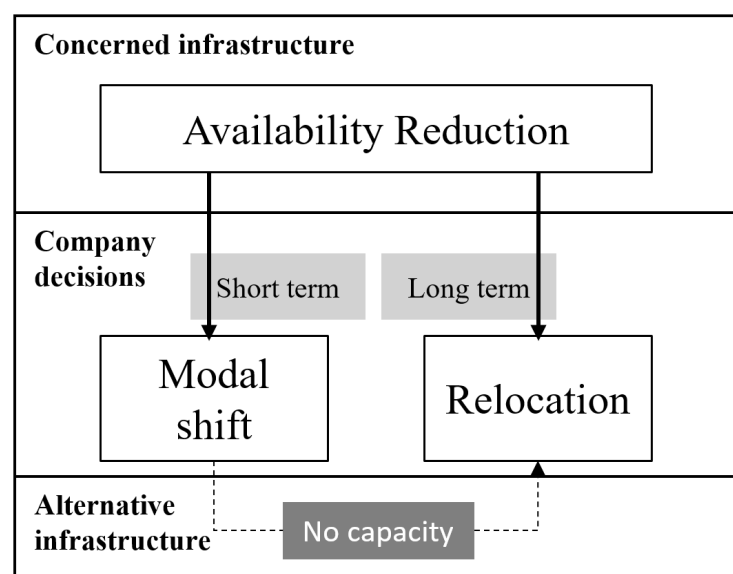 Concerned infrastructure
Availability Reduction
Company
decisions
Short term
Long term
Modal
shift
Relocation
Alternative
infrastructure
No capacity